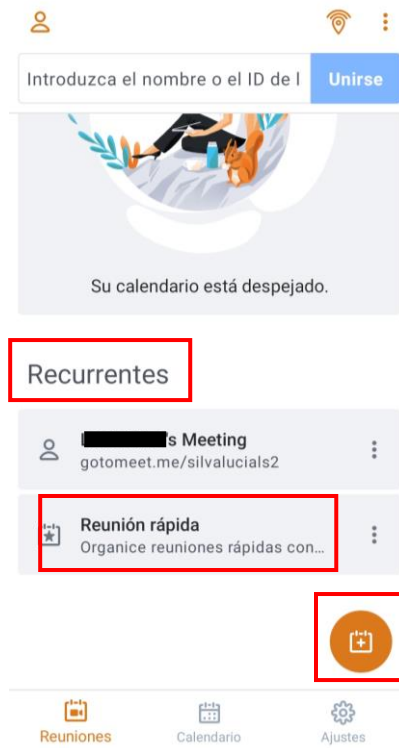 Introduzca el nombre o el ID de l
Unirse
Su calendario está despejado.
Recurrentes
's Meeting
gotomeet.me/silvalucials2
Reunión rápida
Organice reuniones rápidas con...
Reuniones
Calendario
Ajustes